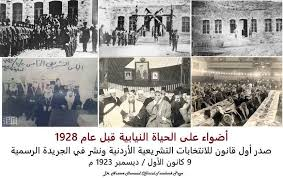 أضواء على الحياة النيابية قبل عام 1928
صدر أول قانون للانتخابات التشريعية الأردنية ونشر في الجريدة الرسمية
9 كانون الأول / ديسمبر 1923 م